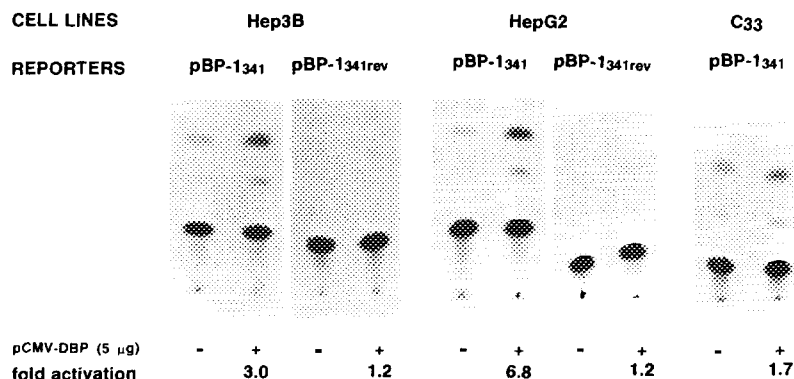 CELL LINES Hep3B HepG2 C33
REPORTERS pBP-1341 pBP-1341rev pBP-1341 pBP-1341rev pBP-1341
pCMV-DBP (5 µg) - + - + - + - + - +
fold activation 3.0 1.2 6.8 1.2 1.7